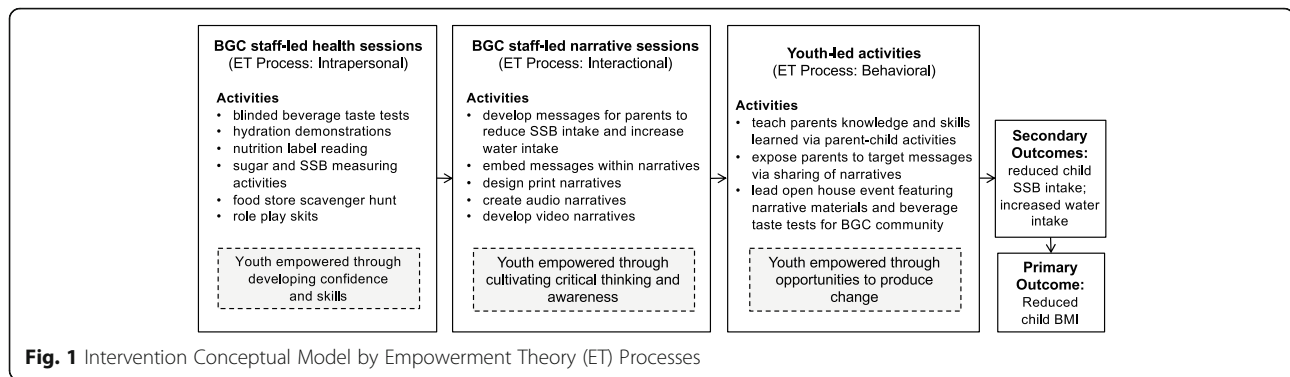 BGC staff-led health sessions
(ET Process: Intrapersonal)
Activities
• blinded beverage taste tests
• hydration demonstrations
• nutrition label reading
• sugar and SSB measuring
activities
• food store scavenger hunt
• role play skits
Youth empowered through
developing confidence
and skills
BGC staff-led narrative sessions
(ET Process: Interactional)
Activities
• develop messages for parents to
reduce SSB intake and increase
water intake
• embed messages within narratives
• design print narratives
• create audio narratives
• develop video narratives
Youth empowered through
cultivating critical thinking and
awareness
Youth-led activities
(ET Process: Behavioral)
Activities
• teach parents knowledge and skills
learned via parent-child activities
• expose parents to target messages
via sharing of narratives
• lead open house event featuring
narrative materials and beverage
taste tests for BGC community
Youth empowered through
opportunities to produce
change
Secondary
Outcomes:
reduced child
SSB intake;
increased water
intake
Primary
Outcome:
Reduced
child BMI
Fig. 1 Intervention Conceptual Model by Empowerment Theory (ET) Processes